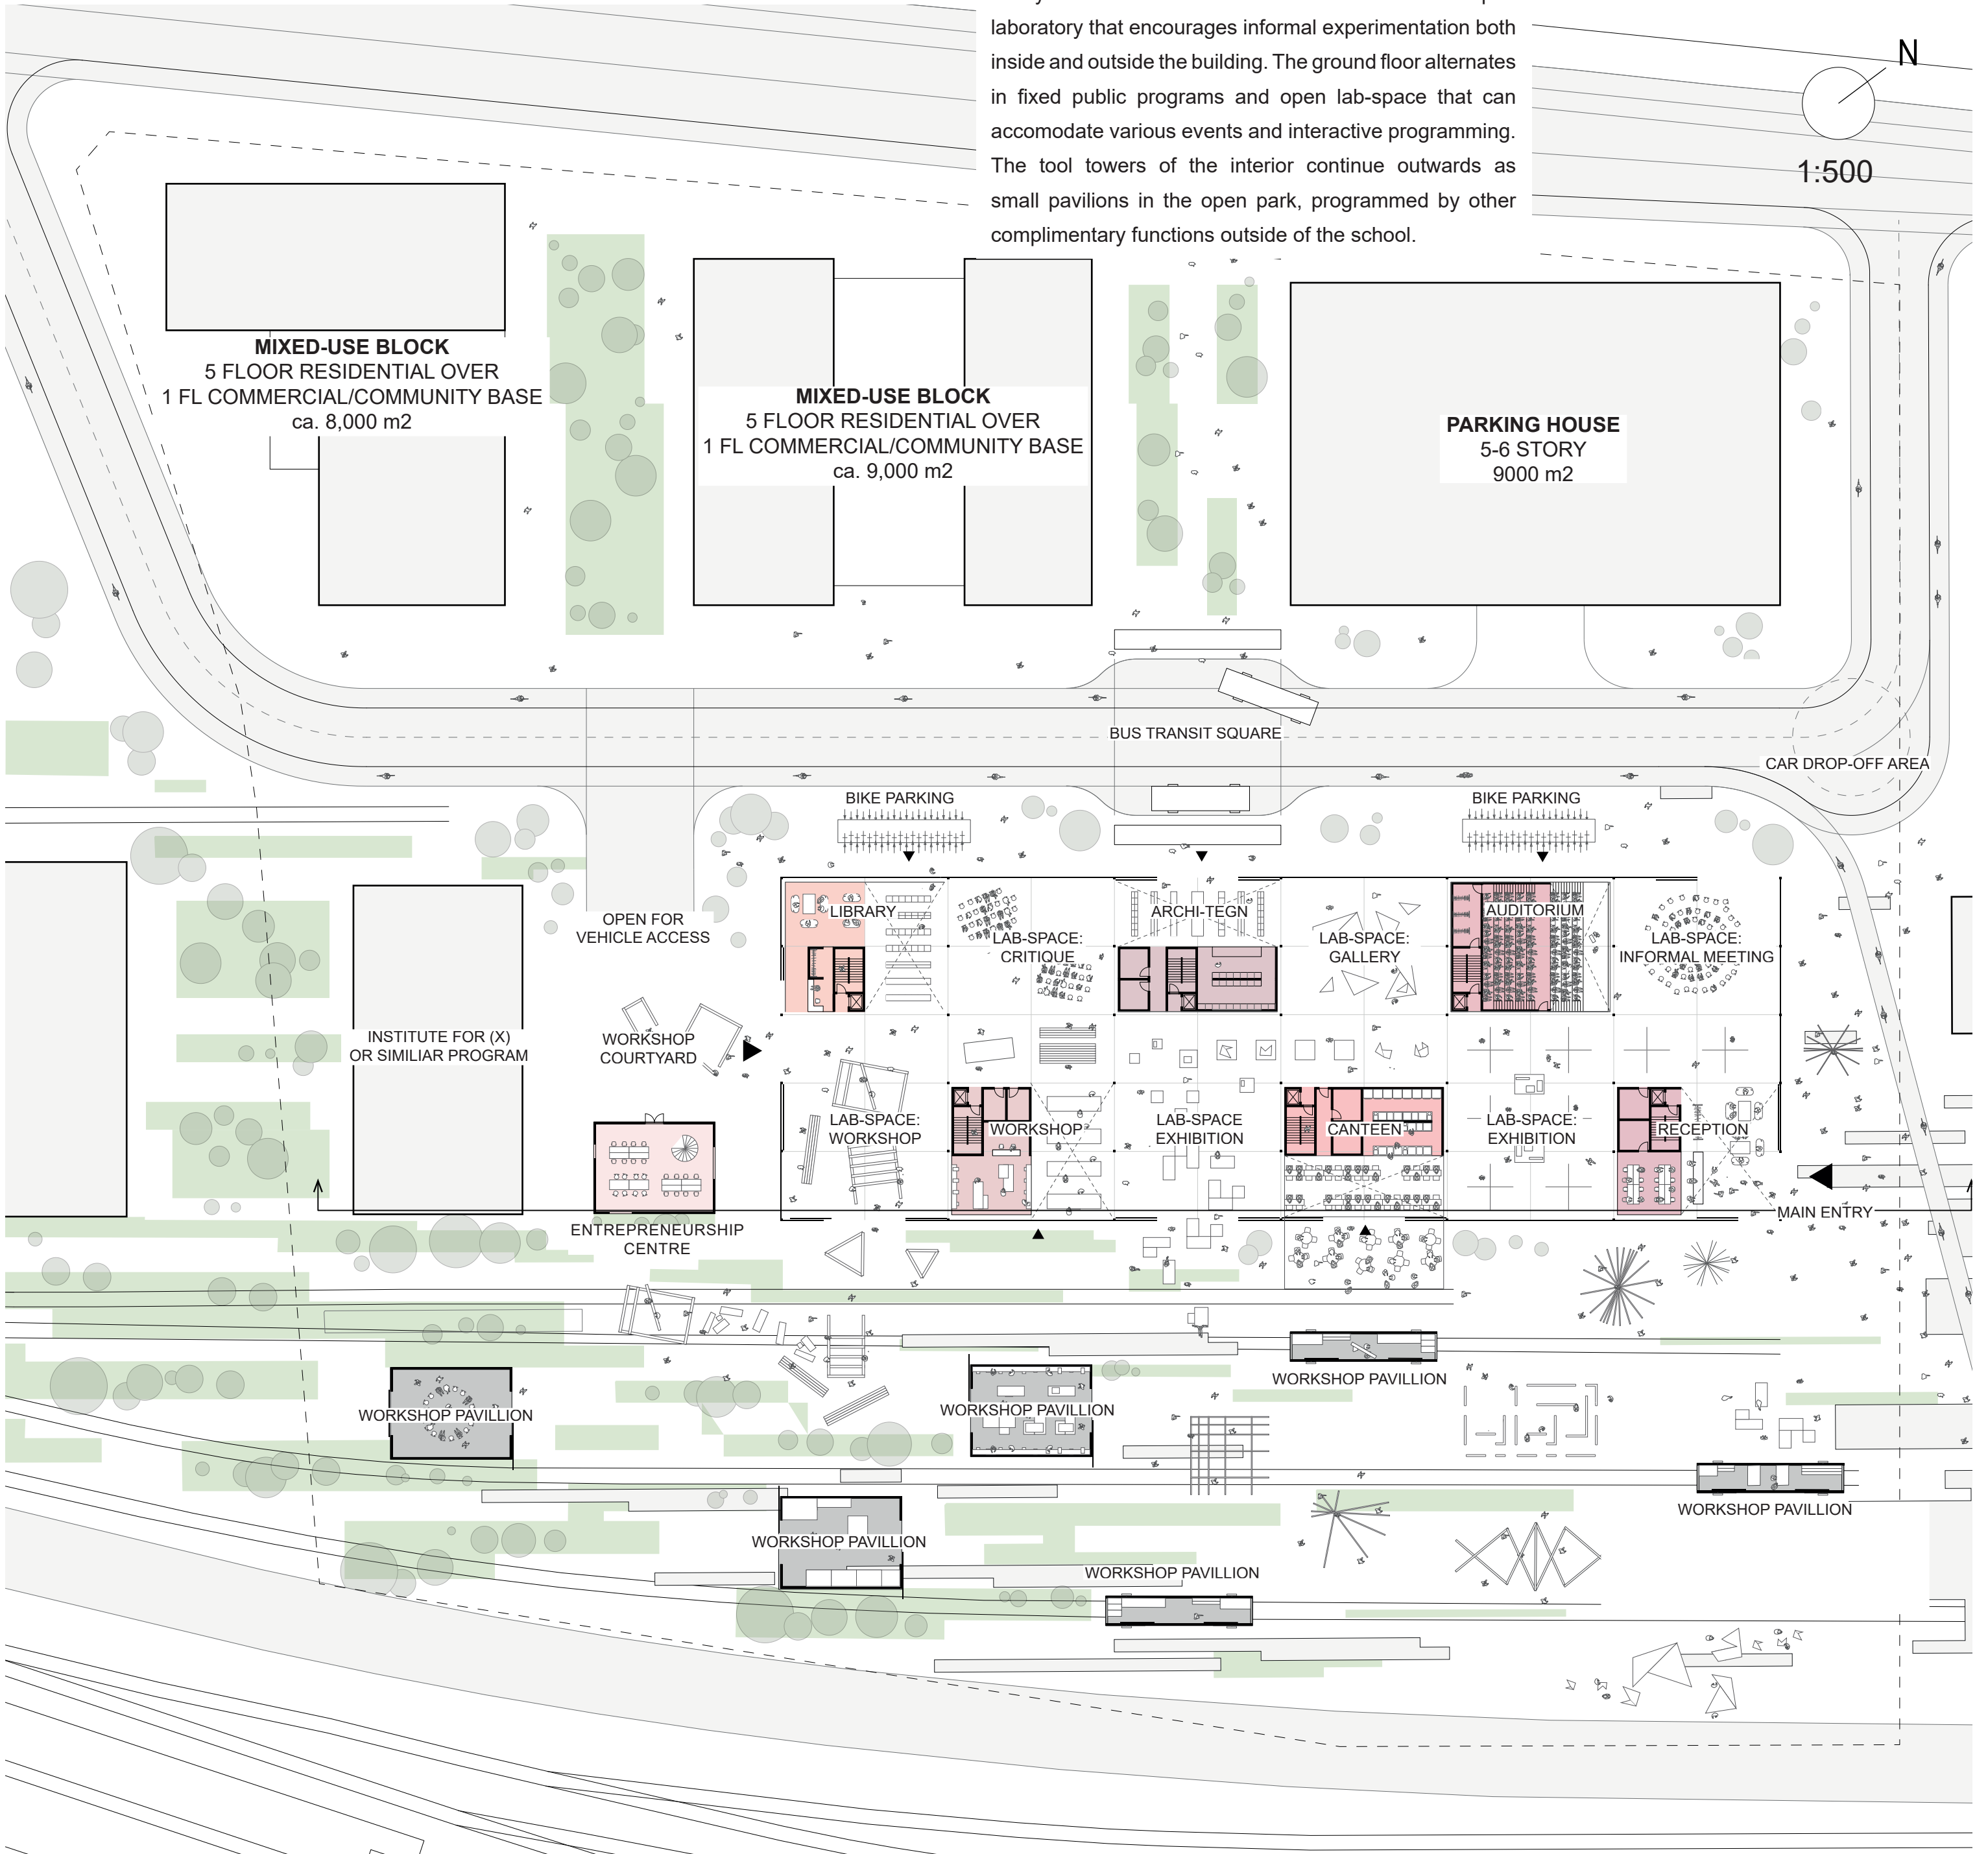 laboratory that encourages informal experimentation both
inside and outside the building. The ground floor alternates
in fixed public programs and open lab-space that can
accomodate various events and interactive programming.
The tool towers of the interior continue outwards as
small pavilions in the open park, programmed by other
complimentary functions outside of the school.
N
1:500
MIXED-USE BLOCK
5 FLOOR RESIDENTIAL OVER
1 FL COMMERCIAL/COMMUNITY BASE
ca. 8,000 m2
MIXED-USE BLOCK
5 FLOOR RESIDENTIAL OVER
1 FL COMMERCIAL/COMMUNITY BASE
ca. 9,000 m2
PARKING HOUSE
5-6 STORY
9000 m2
BUS TRANSIT SQUARE
CAR DROP-OFF AREA
BIKE PARKING
BIKE PARKING
OPEN FOR
VEHICLE ACCESS
LIBRARY
LAB-SPACE:
CRITIQUE
ARCHI-TEGN
LAB-SPACE:
GALLERY
AUDITORIUM
LAB-SPACE:
INFORMAL MEETING
INSTITUTE FOR (X)
OR SIMILIAR PROGRAM
WORKSHOP
COURTYARD
LAB-SPACE:
WORKSHOP
WORKSHOP
LAB-SPACE
EXHIBITION
CANTEEN
LAB-SPACE:
EXHIBITION
RECEPTION
MAIN ENTRY
ENTREPRENEURSHIP
CENTRE
WORKSHOP PAVILLION
WORKSHOP PAVILLION
WORKSHOP PAVILLION
WORKSHOP PAVILLION
WORKSHOP PAVILLION
WORKSHOP PAVILLION